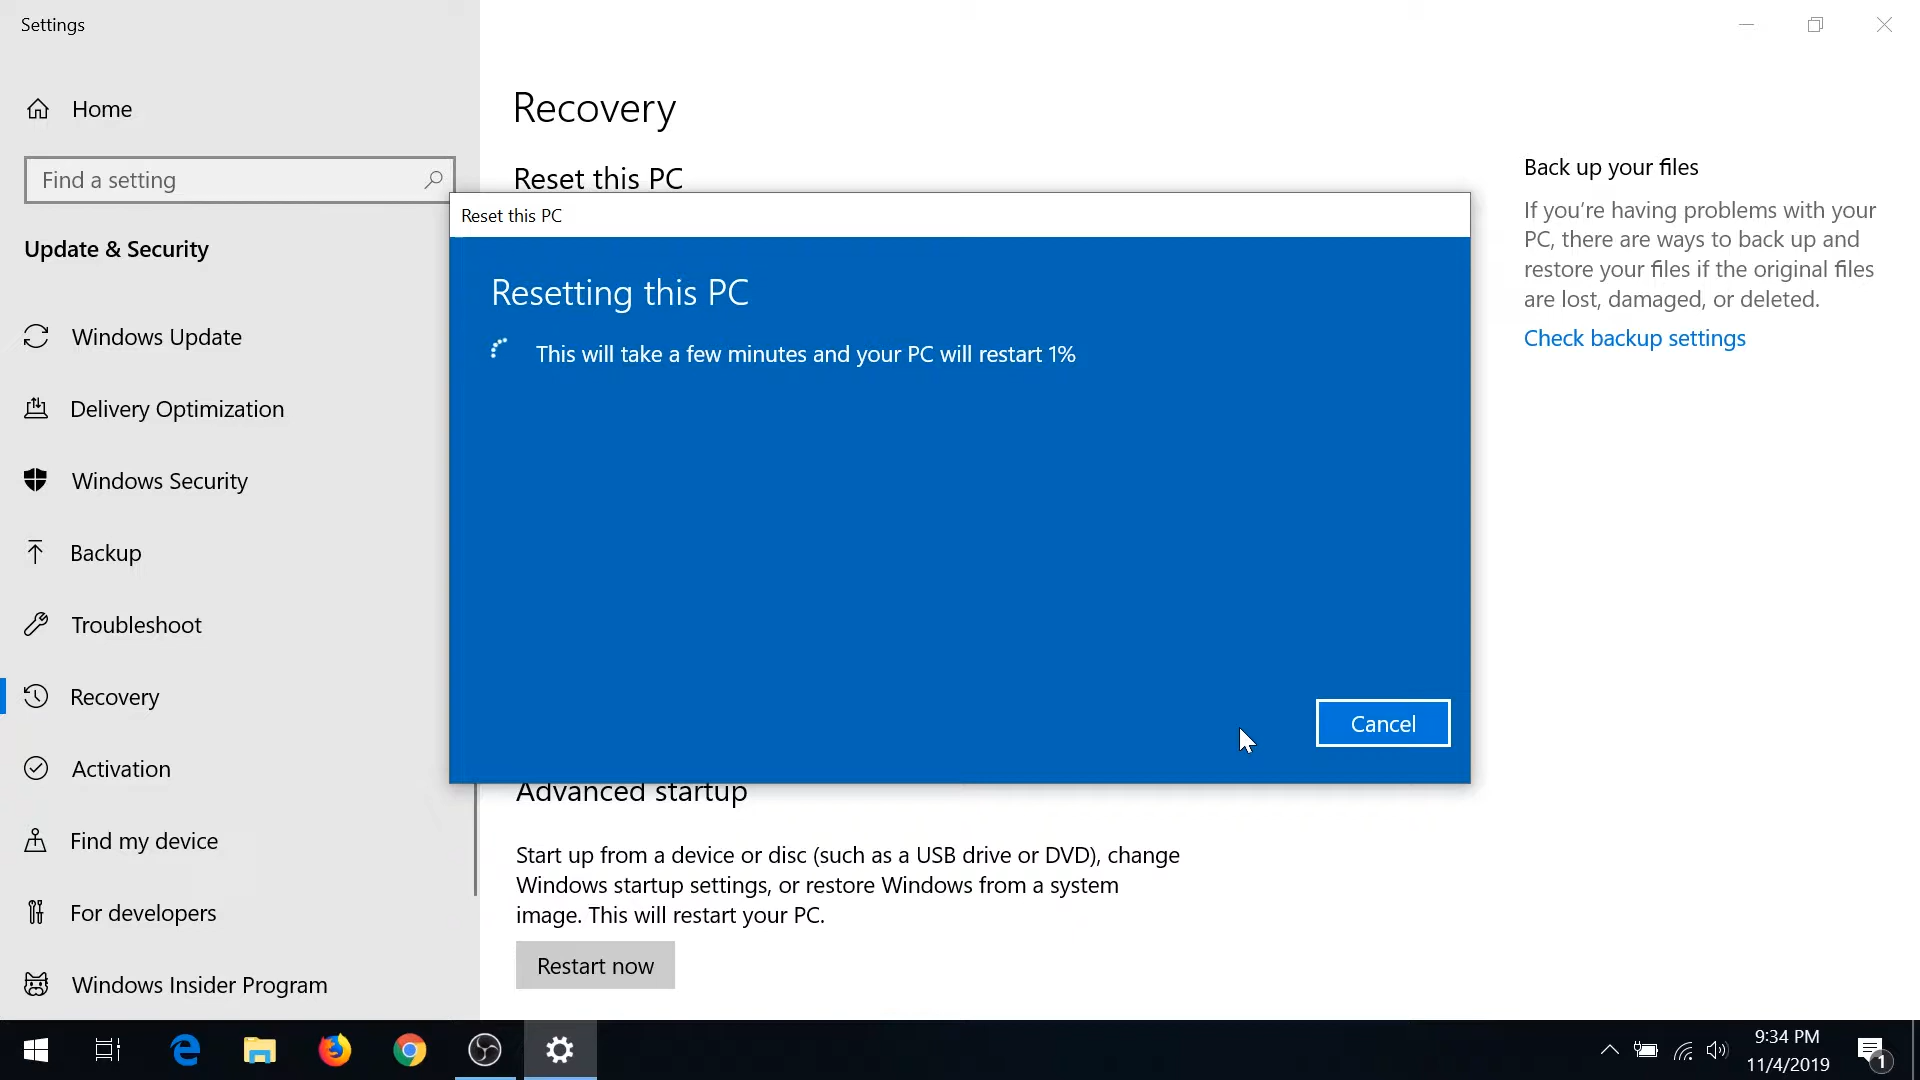 Settings
Home
Find a setting
Update & Security
Windows Update
Delivery Optimization
Windows Security
Backup
Troubleshoot
Recovery
Activation
Find my device
For developers
Windows Insider Program
Recovery
Reset this PC
Reset this PC
Resetting this PC
This will take a few minutes and your PC will restart 1%
Cancel
Advanced startup
Start up from a device or disc (such as a USB drive or DVD), change
Windows startup settings, or restore Windows from a system
image. This will restart your PC.
Restart now
Back up your files
If you're having problems with your
PC, there are ways to back up and
restore your files if the original files
are lost, damaged, or deleted.
Check backup settings
9:34 PM
11/4/2019
1